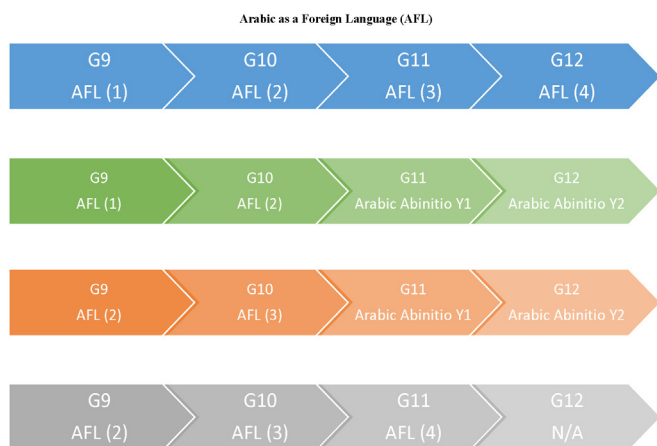 Arabic as a Foreign Language (AFL)
G9 G10 G11 G12
AFL (1) AFL (2) AFL (3) AFL (4)
G9 G10 G11 G12
AFL (1) AFL (2) Arabic Abinitio Y1 Arabic Abinitio Y2
G9 G10 G11 G12
AFL (2) AFL (3) Arabic Abinitio Y1 Arabic Abinitio Y2
G9 G10 G11 G12
AFL (2) AFL (3) AFL (4) N/A